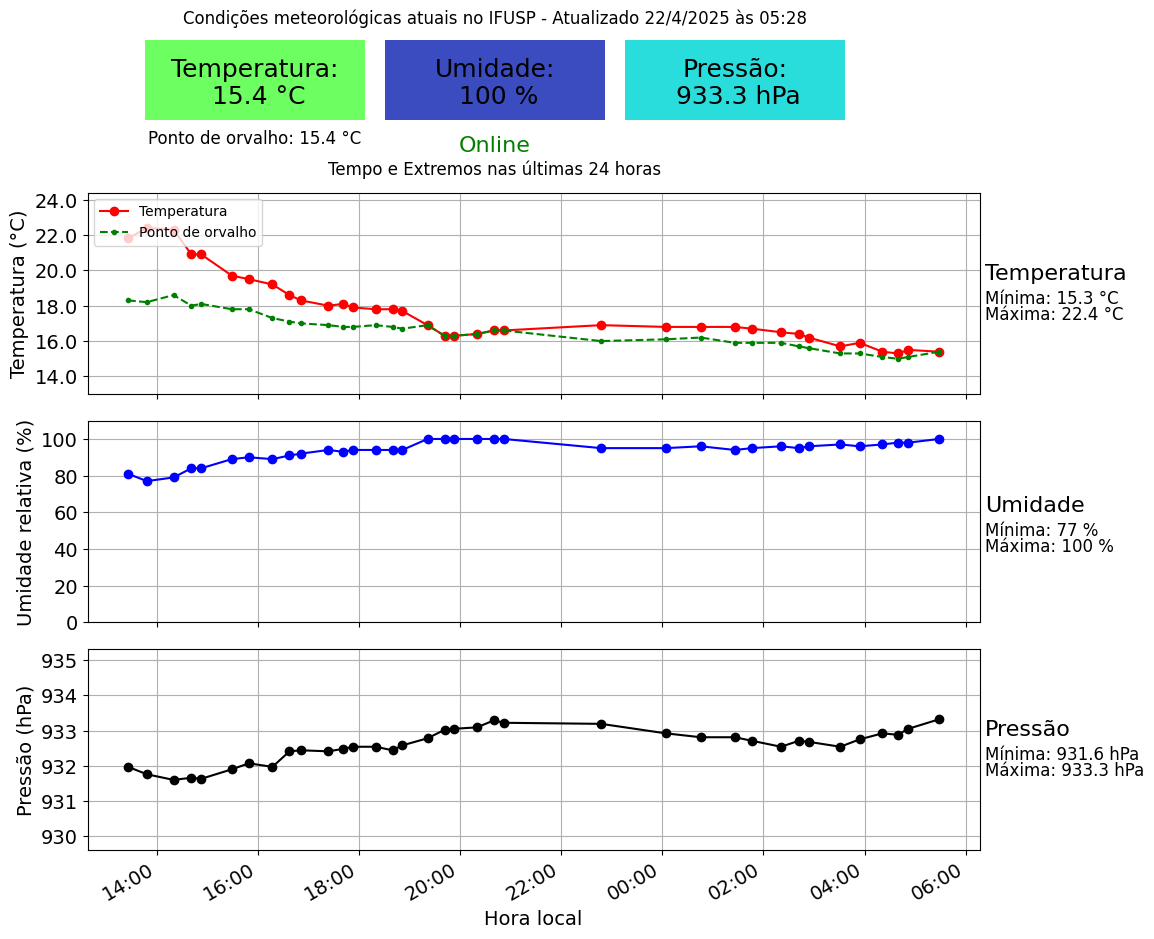 Condições meteorológicas atuais no IFUSP - Atualizado 22/4/2025 às 05:28
Temperatura:
15.4 °C
Umidade:
100 %
Pressão:
933.3 hPa
Ponto de orvalho: 15.4 °C
Online
Tempo e Extremos nas últimas 24 horas
Temperatura (°C)
24.0
22.0
20.0
18.0
16.0
14.0
Temperatura
Ponto de orvalho
Temperatura
Mínima: 15.3 °C
Máxima: 22.4 °C
Umidade relativa (%)
100
80
60
40
20
0
Umidade
Mínima: 77 %
Máxima: 100 %
Pressão (hPa)
935
934
933
932
931
930
Pressão
Mínima: 931.6 hPa
Máxima: 933.3 hPa
14:00
16:00
18:00
20:00
22:00
00:00
02:00
04:00
06:00
Hora local